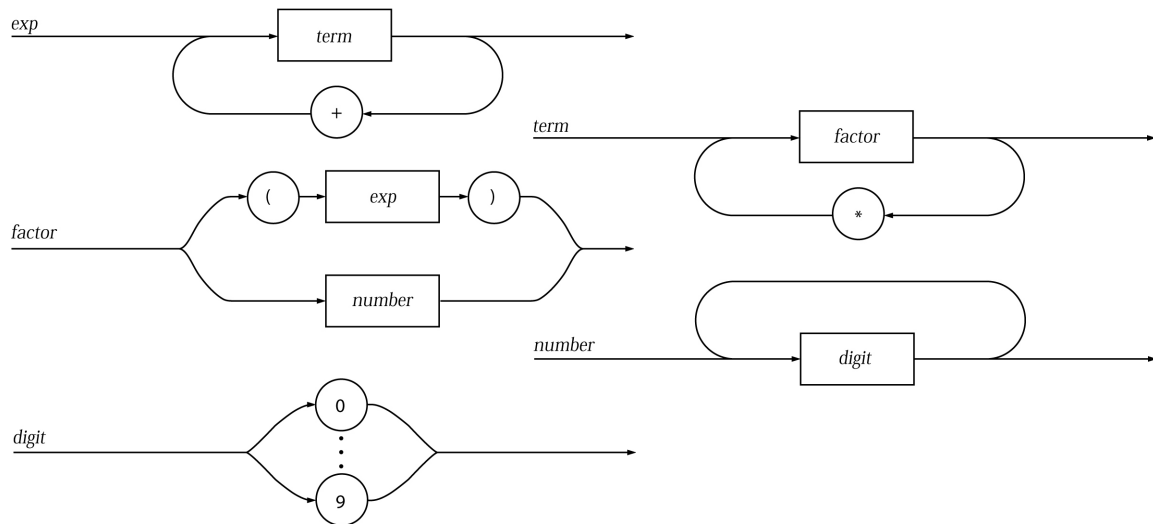 exp
term
+
term
factor
*
( exp )
factor
number
number
digit
digit
0
9